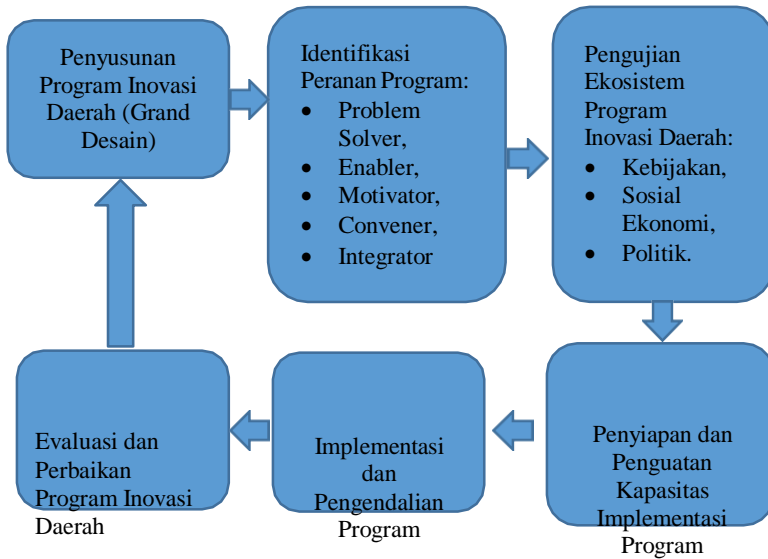 Penyusunan
Program Inovasi
Daerah (Grand
Desain)
Identifikasi
Peranan Program:
• Problem
Solver,
• Enabler,
• Motivator,
• Convener,
• Integrator
Pengujian
Ekosistem
Program
Inovasi Daerah:
• Kebijakan,
• Sosial
Ekonomi,
• Politik.
Penyiapan dan
Penguatan
Kapasitas
Implementasi
Program
Implementasi
dan
Pengendalian
Program
Evaluasi dan
Perbaikan
Program Inovasi
Daerah